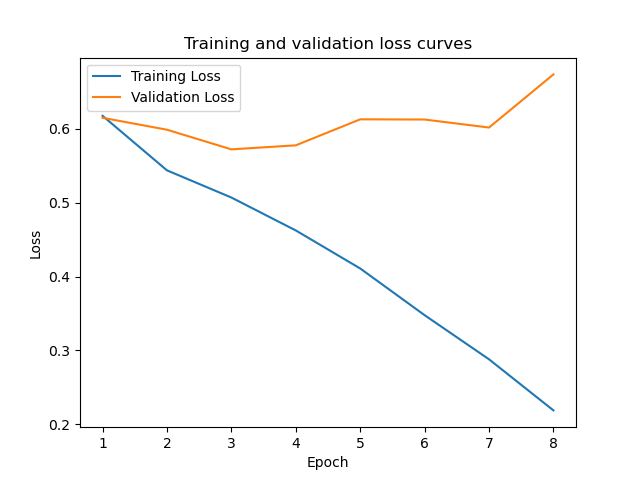 Training and validation loss curves
Training Loss
Validation Loss
Loss
0.6
0.5
0.4
0.3
0.2
1 2 3 4 5 6 7 8
Epoch